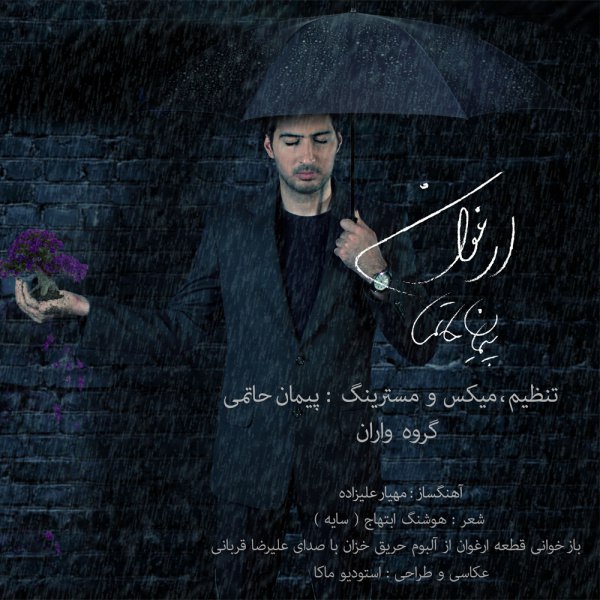 ارغوان
پیمان حاتمی
تنظیم، میکس و مسترینگ : پیمان حاتمی
گروه واران
آهنگساز : مهیار علیزاده
شعر : هوشنگ ابتهاج ( سایه )
باز خوانی قطعه ارغوان از آلبوم حریق خزان با صدای علیرضا قربانی
عکاسی و طراحی : استودیو ماکا